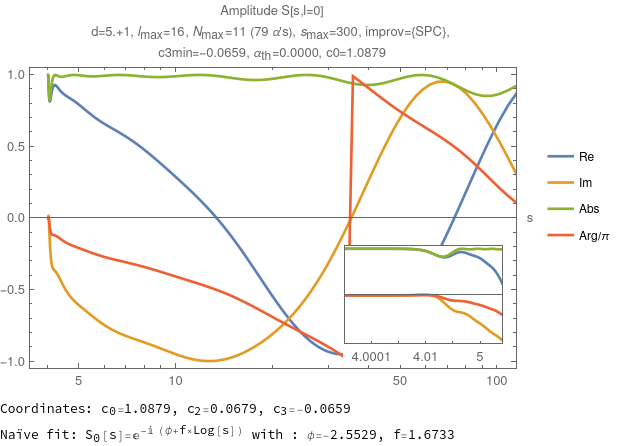 Amplitude S[s,l=0]
d=5.+1, lmax=16, Nmax=11 (79 α's), smax=300, improv={SPC},
c3min=-0.0659, αth=0.0000, c0=1.0879
1.0
0.5
0.0
-0.5
-1.0
5
10
50
100
s
4.0001
4.01
5
Re
Im
Abs
Arg/π
Coordinates: c0=1.0879, c2=0.0679, c3=-0.0659
Naïve fit: S0[s]=e^-i (ϕ+f×Log[s]) with : ϕ=-2.5529, f=1.6733